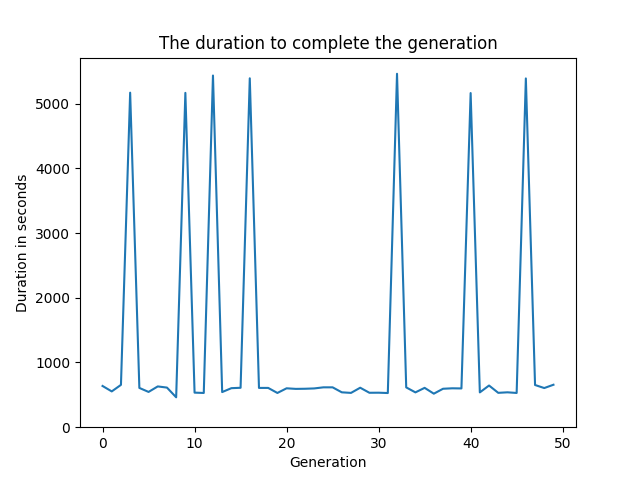 The duration to complete the generation
5000
4000
3000
2000
1000
0
Duration in seconds
0 10 20 30 40 50
Generation